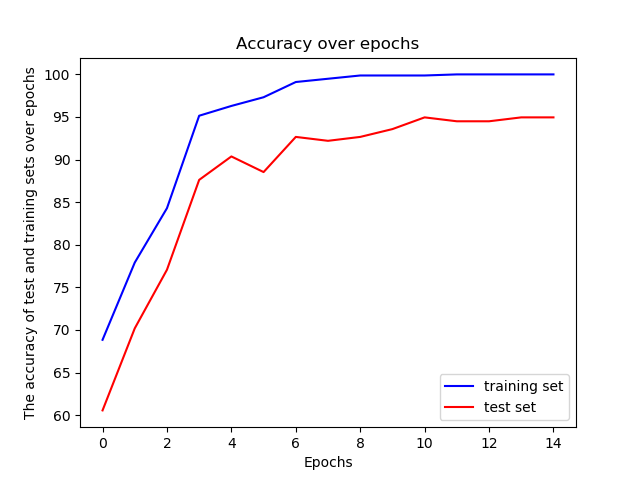 Accuracy over epochs
The accuracy of test and training sets over epochs
100
95
90
85
80
75
70
65
60
0 2 4 6 8 10 12 14
Epochs
training set
test set